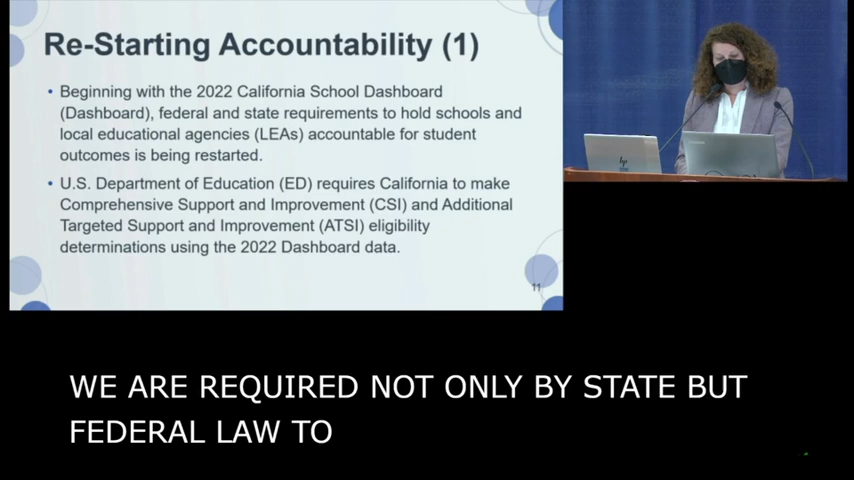 Re-Starting Accountability (1)
• Beginning with the 2022 California School Dashboard
(Dashboard), federal and state requirements to hold schools and
local educational agencies (LEAs) accountable for student
outcomes is being restarted.
• U.S. Department of Education (ED) requires California to make
Comprehensive Support and Improvement (CSI) and Additional
Targeted Support and Improvement (ATSI) eligibility
determinations using the 2022 Dashboard data.
11
hp
WE ARE REQUIRED NOT ONLY BY STATE BUT
FEDERAL LAW TO